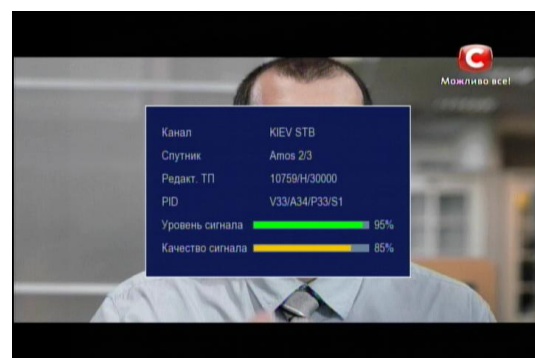 С
Можливо все!
Канал KIEV STB
Спутник Amos 2/3
Редакт. ТП 10759/H/30000
PID V33/A34/P33/S1
Уровень сигнала 95%
Качество сигнала 85%